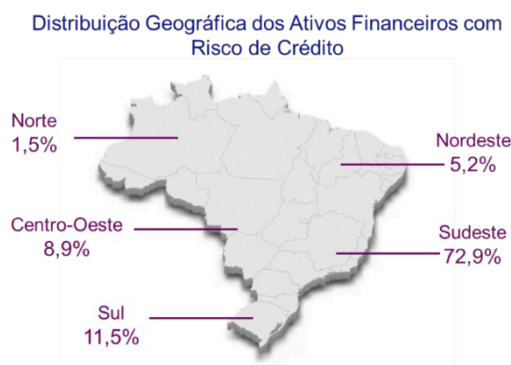 Distribuição Geográfica dos Ativos Financeiros com
Risco de Crédito
Norte
1,5%
Nordeste
5,2%
Centro-Oeste
8,9%
Sudeste
72,9%
Sul
11,5%